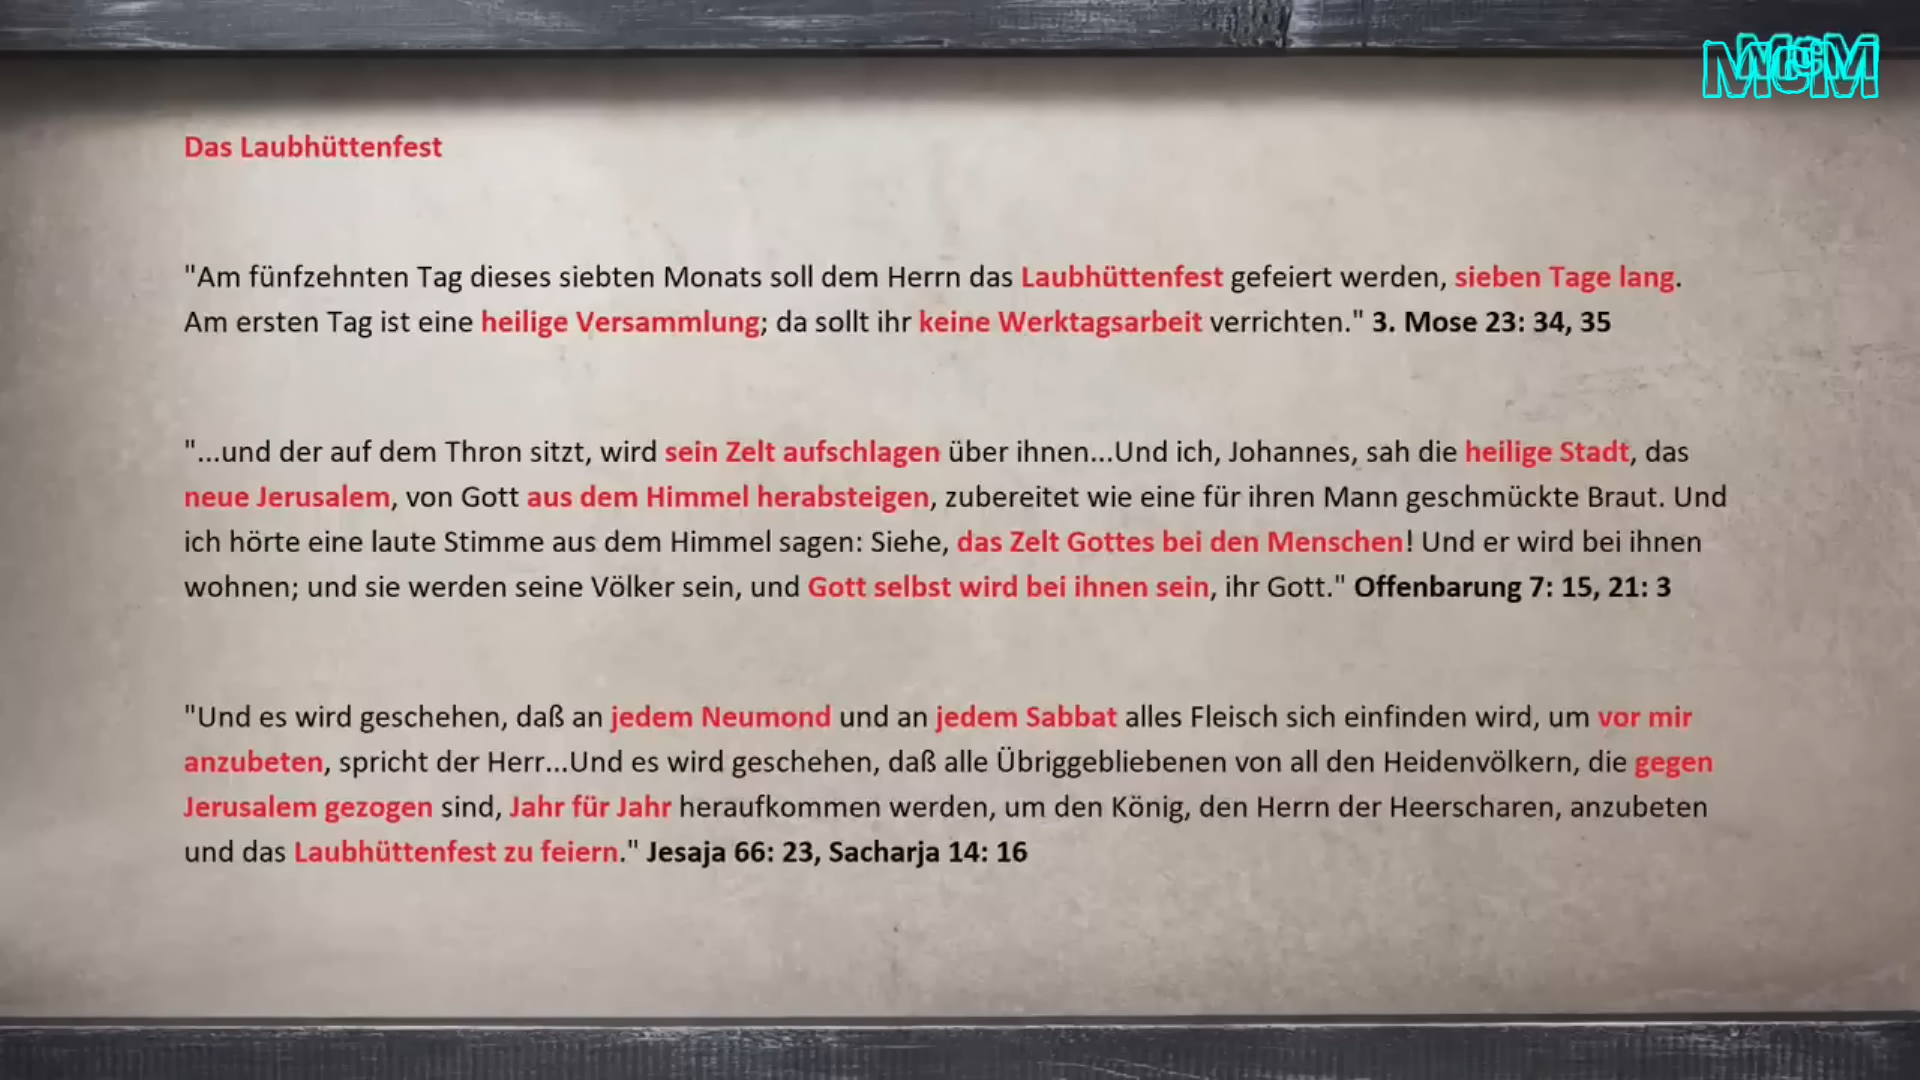 MGM
Das Laubhüttenfest
"Am fünfzehnten Tag dieses siebten Monats soll dem Herrn das Laubhüttenfest gefeiert werden, sieben Tage lang.
Am ersten Tag ist eine heilige Versammlung; da sollt ihr keine Werktagsarbeit verrichten." 3. Mose 23: 34, 35
"...und der auf dem Thron sitzt, wird sein Zelt aufschlagen über ihnen...Und ich, Johannes, sah die heilige Stadt, das
neue Jerusalem, von Gott aus dem Himmel herabsteigen, zubereitet wie eine für ihren Mann geschmückte Braut. Und
ich hörte eine laute Stimme aus dem Himmel sagen: Siehe, das Zelt Gottes bei den Menschen! Und er wird bei ihnen
wohnen; und sie werden seine Völker sein, und Gott selbst wird bei ihnen sein, ihr Gott." Offenbarung 7: 15, 21: 3
"Und es wird geschehen, daß an jedem Neumond und an jedem Sabbat alles Fleisch sich einfinden wird, um vor mir
anzubeten, spricht der Herr...Und es wird geschehen, daß alle Übriggebliebenen von all den Heidenvölkern, die gegen
Jerusalem gezogen sind, Jahr für Jahr heraufkommen werden, um den König, den Herrn der Heerscharen, anzubeten
und das Laubhüttenfest zu feiern." Jesaja 66: 23, Sacharja 14: 16